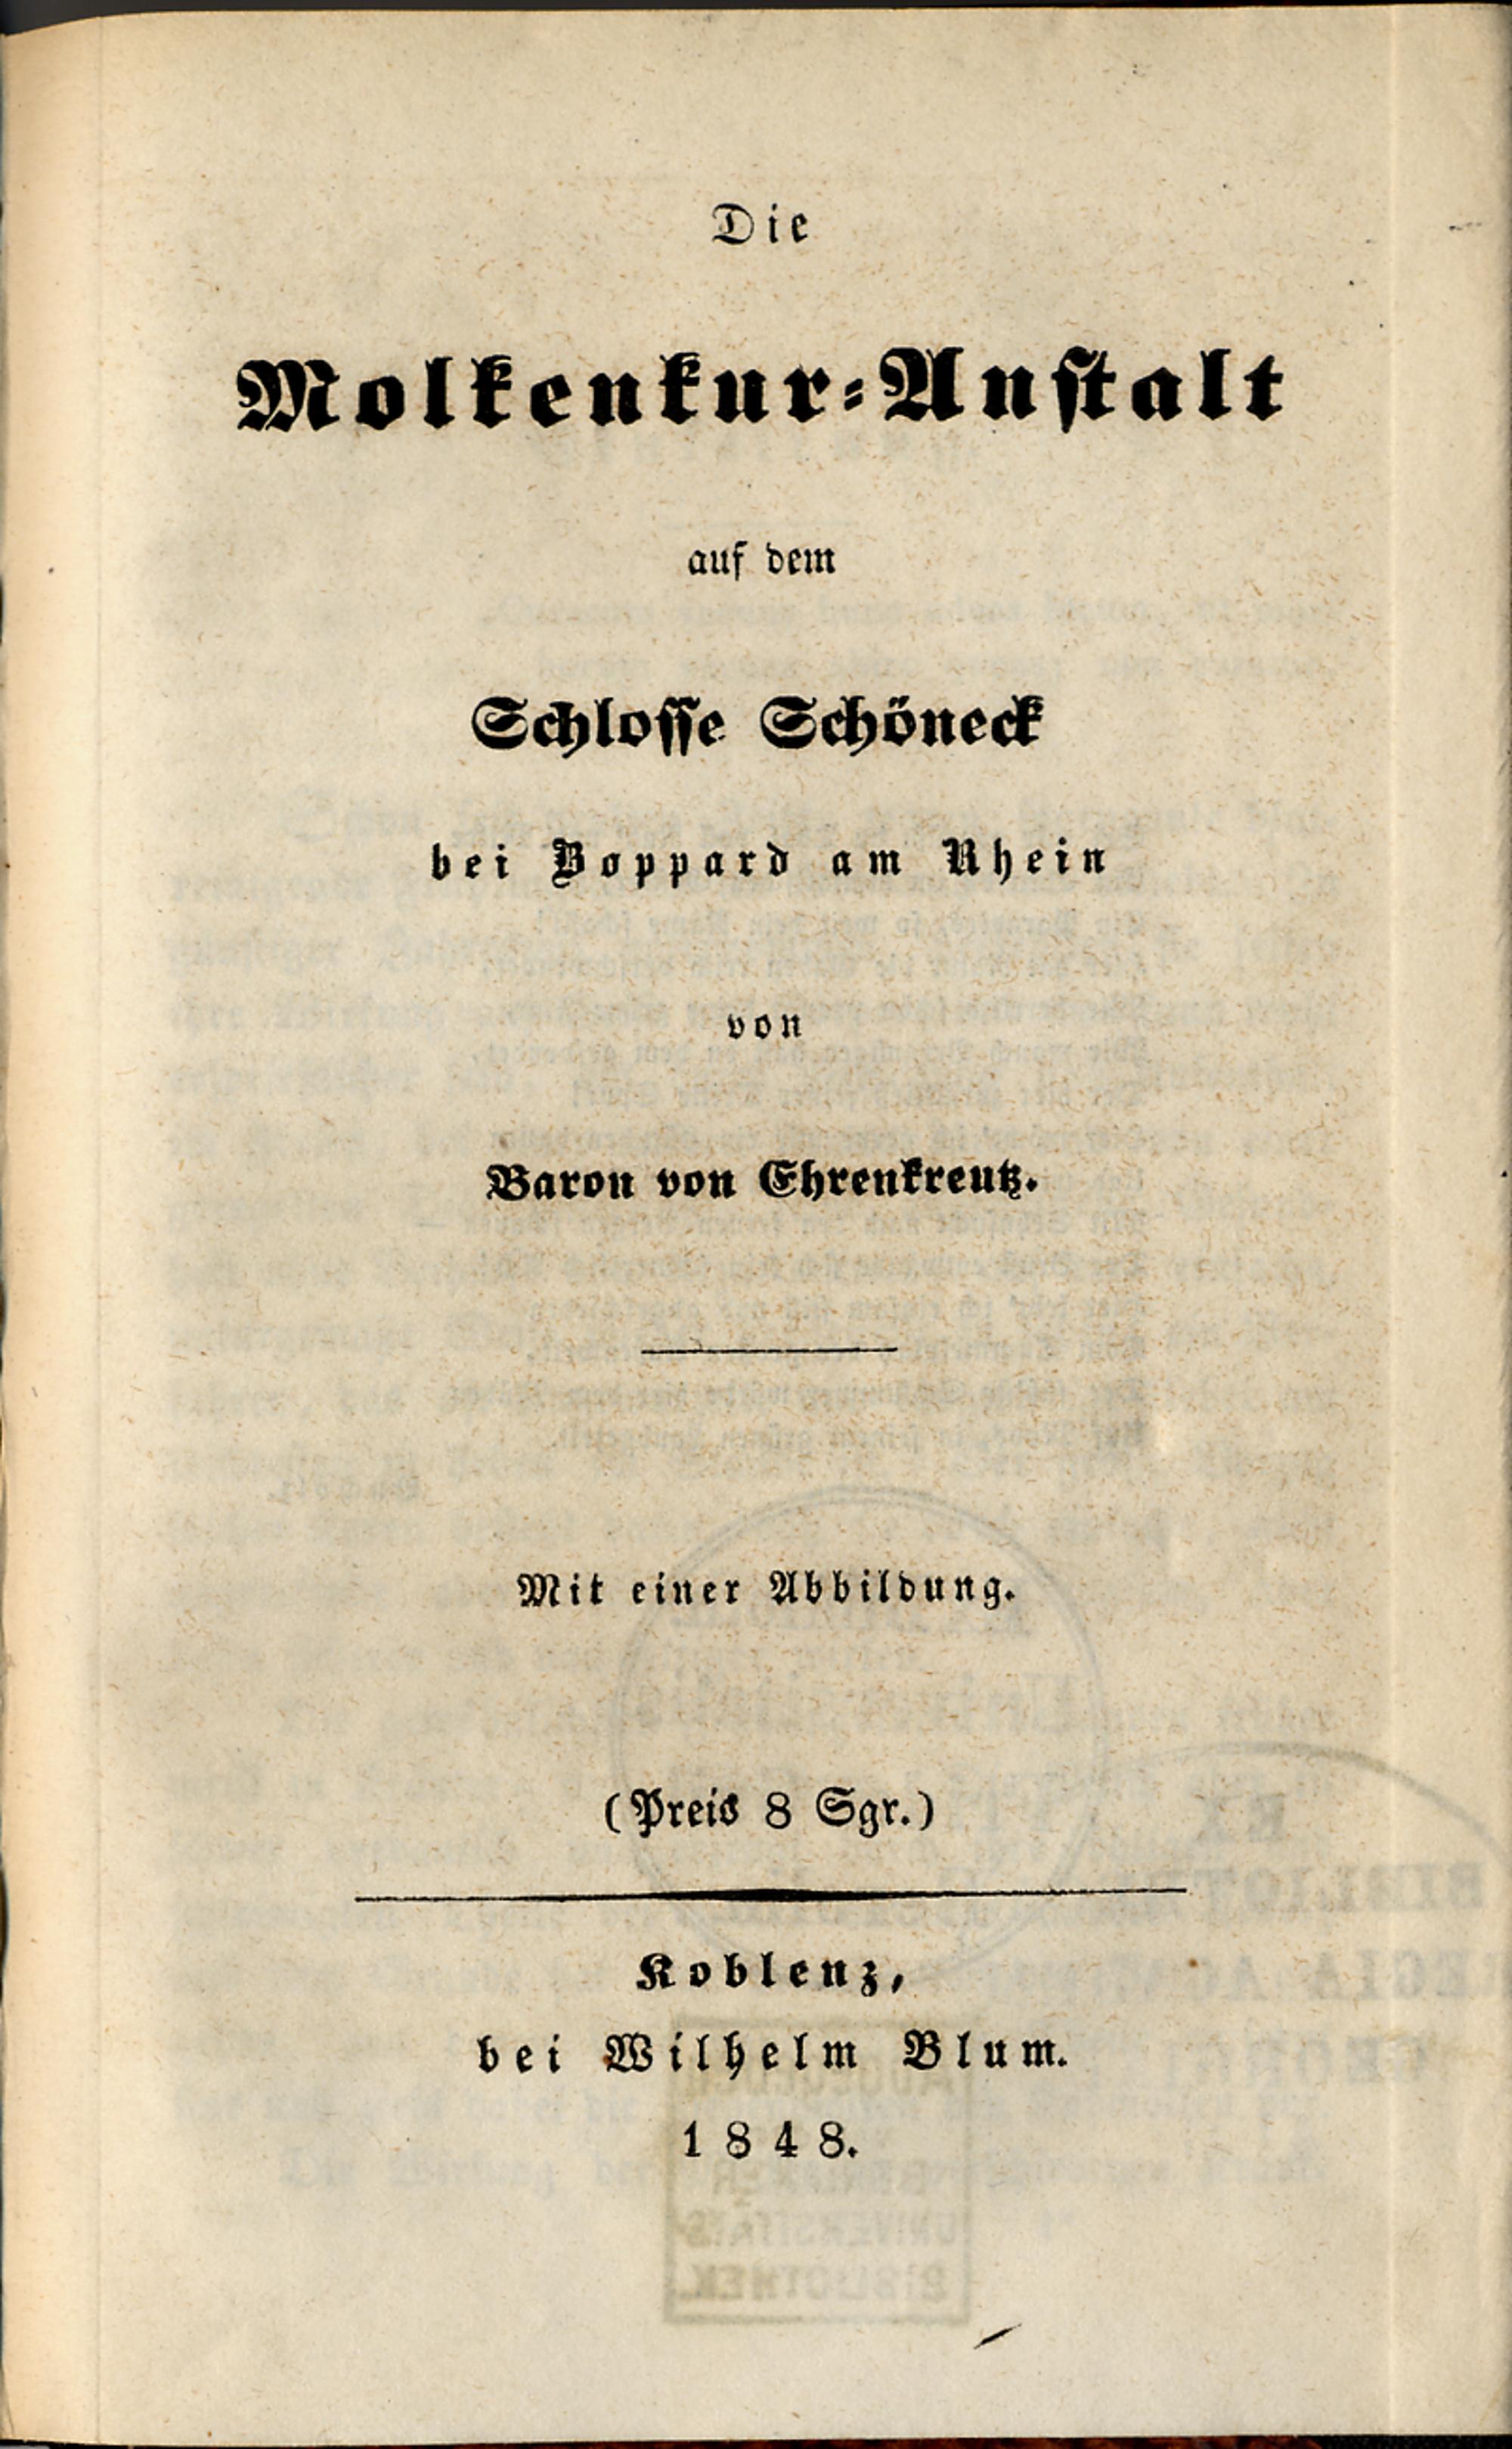 Die
Molkenkur-Anstalt
auf dem
Schlosse Schöneck
bei Boppard am Rhein
von
Baron von Ehrenkreutz.
Mit einer Abbildung.
(Preis 8 Sgr.)
Koblenz,
bei Wilhelm Blum.
1848.